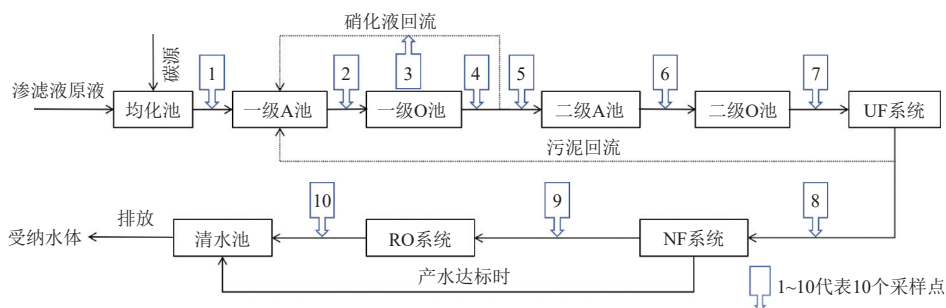 硝化液回流
碳源
1
2
3
4
5
6
7
渗滤液原液
均化池
一级A池
一级O池
二级A池
二级O池
UF系统
污泥回流
10
9
8
排放
受纳水体
清水池
RO系统
NF系统
产水达标时
1~10代表10个采样点